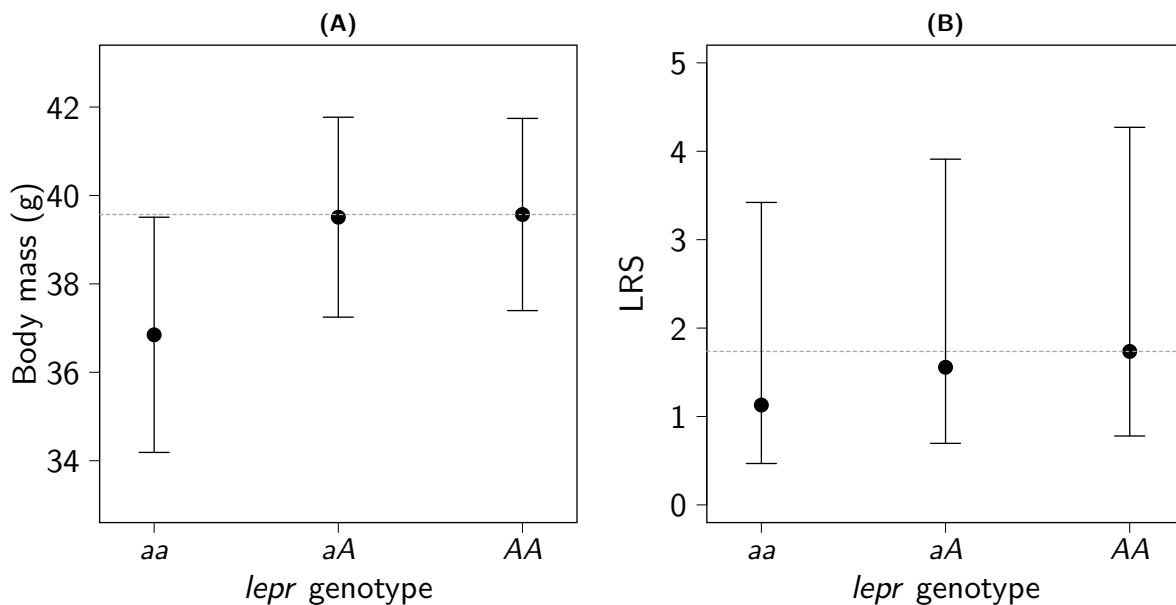 (A)
Body mass (g)
42
40
38
36
34
aa
aA
AA
lepr genotype
(B)
LRS
5
4
3
2
1
0
aa
aA
AA
lepr genotype